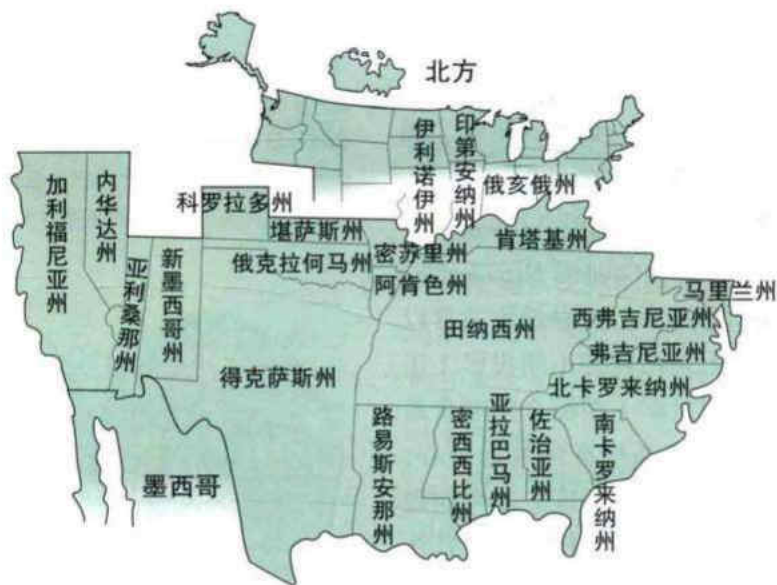 北方
伊利诺伊州
印第安纳州
俄亥俄州
加利福尼亚州
内华达州
科罗拉多州
堪萨斯州
密苏里州
肯塔基州
亚利桑那州
新墨西哥州
俄克拉何马州
阿肯色州
马里兰州
田纳西州
西弗吉尼亚州
弗吉尼亚州
得克萨斯州
北卡罗来纳州
路易斯安那州
密西西比州
亚拉巴马州
佐治亚州
南卡罗来纳州
墨西哥